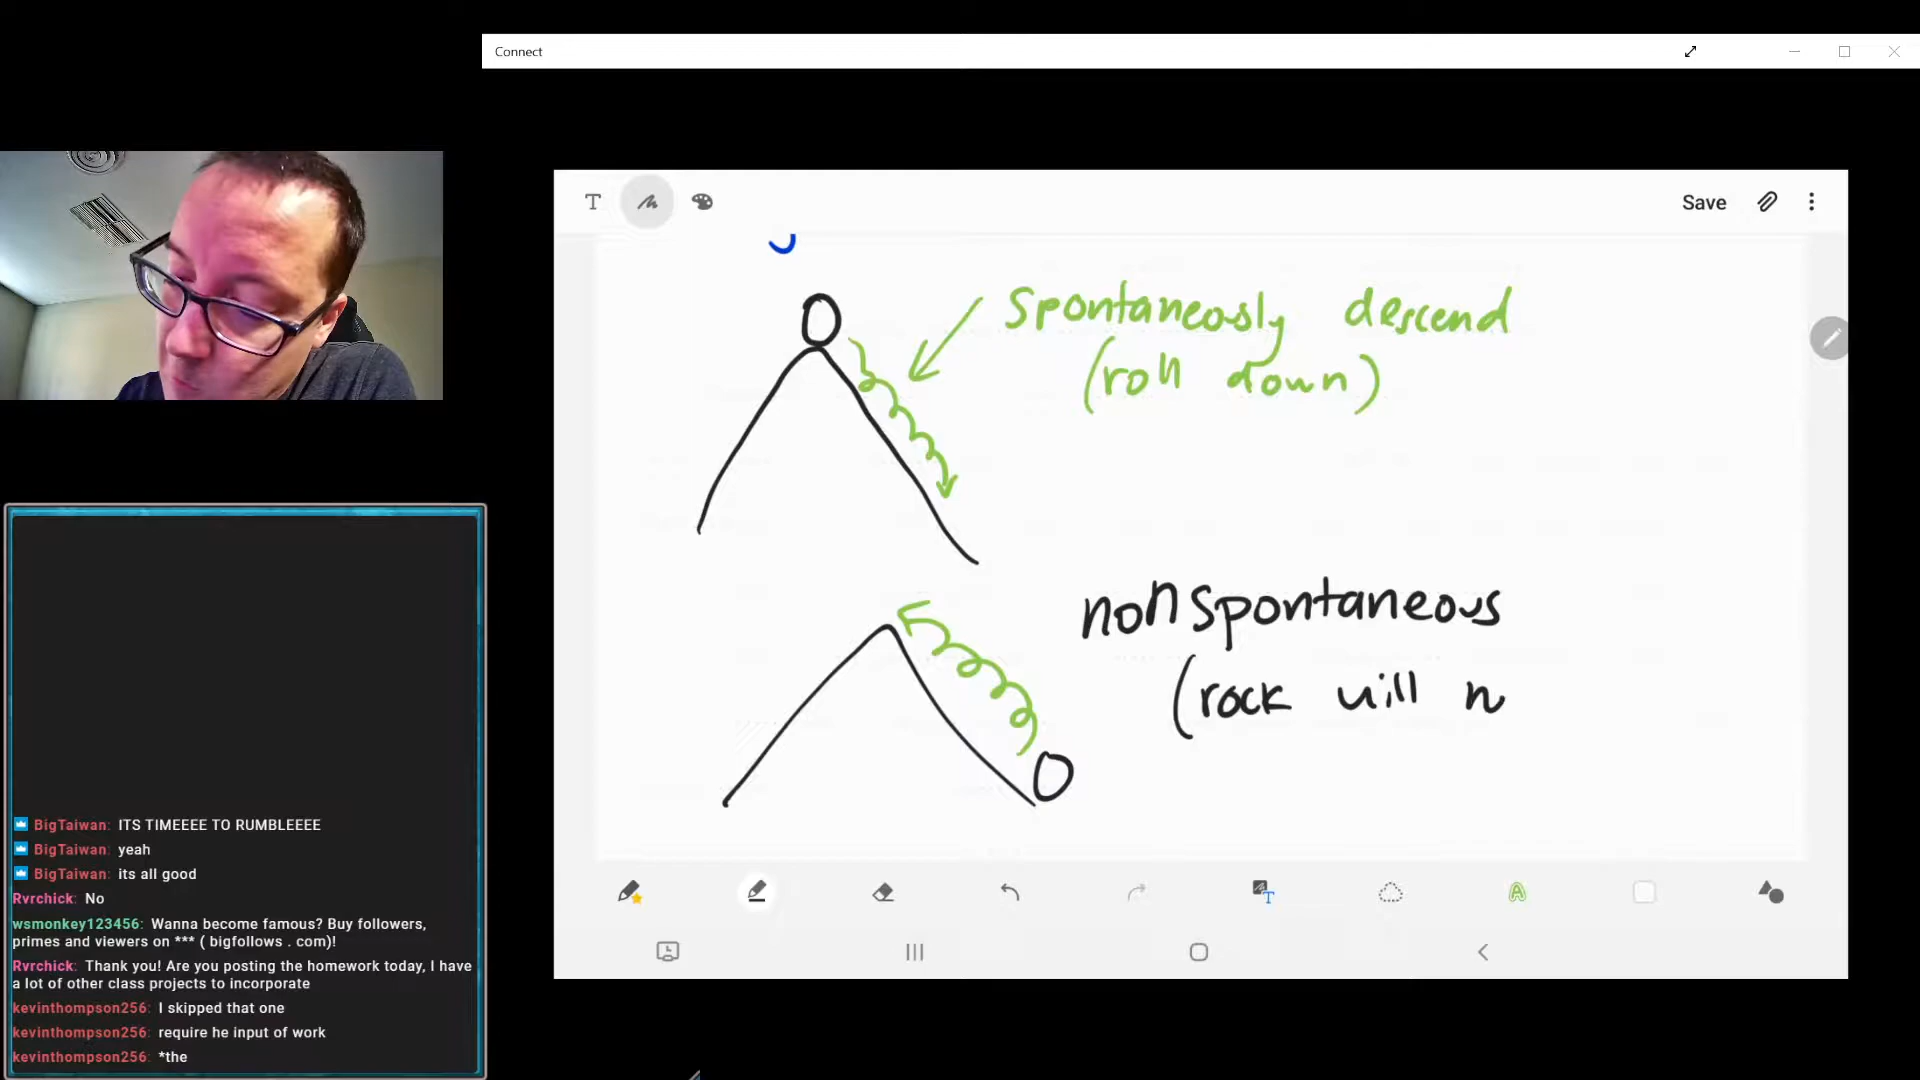 Connect
T
Save
Spontaneously descend
(roll down)
nonspontaneous
(rock will n
T
A
BigTaiwan: ITS TIMEEEE TO RUMBLEEEE
BigTaiwan: yeah
BigTaiwan: its all good
Rvrchick: No
wsmonkey123456: Wanna become famous? Buy followers,
primes and viewers on *** ( bigfollows . com)!
Rvrchick: Thank you! Are you posting the homework today, I have
a lot of other class projects to incorporate
kevinthompson256: I skipped that one
kevinthompson256: require he input of work
kevinthompson256: *the